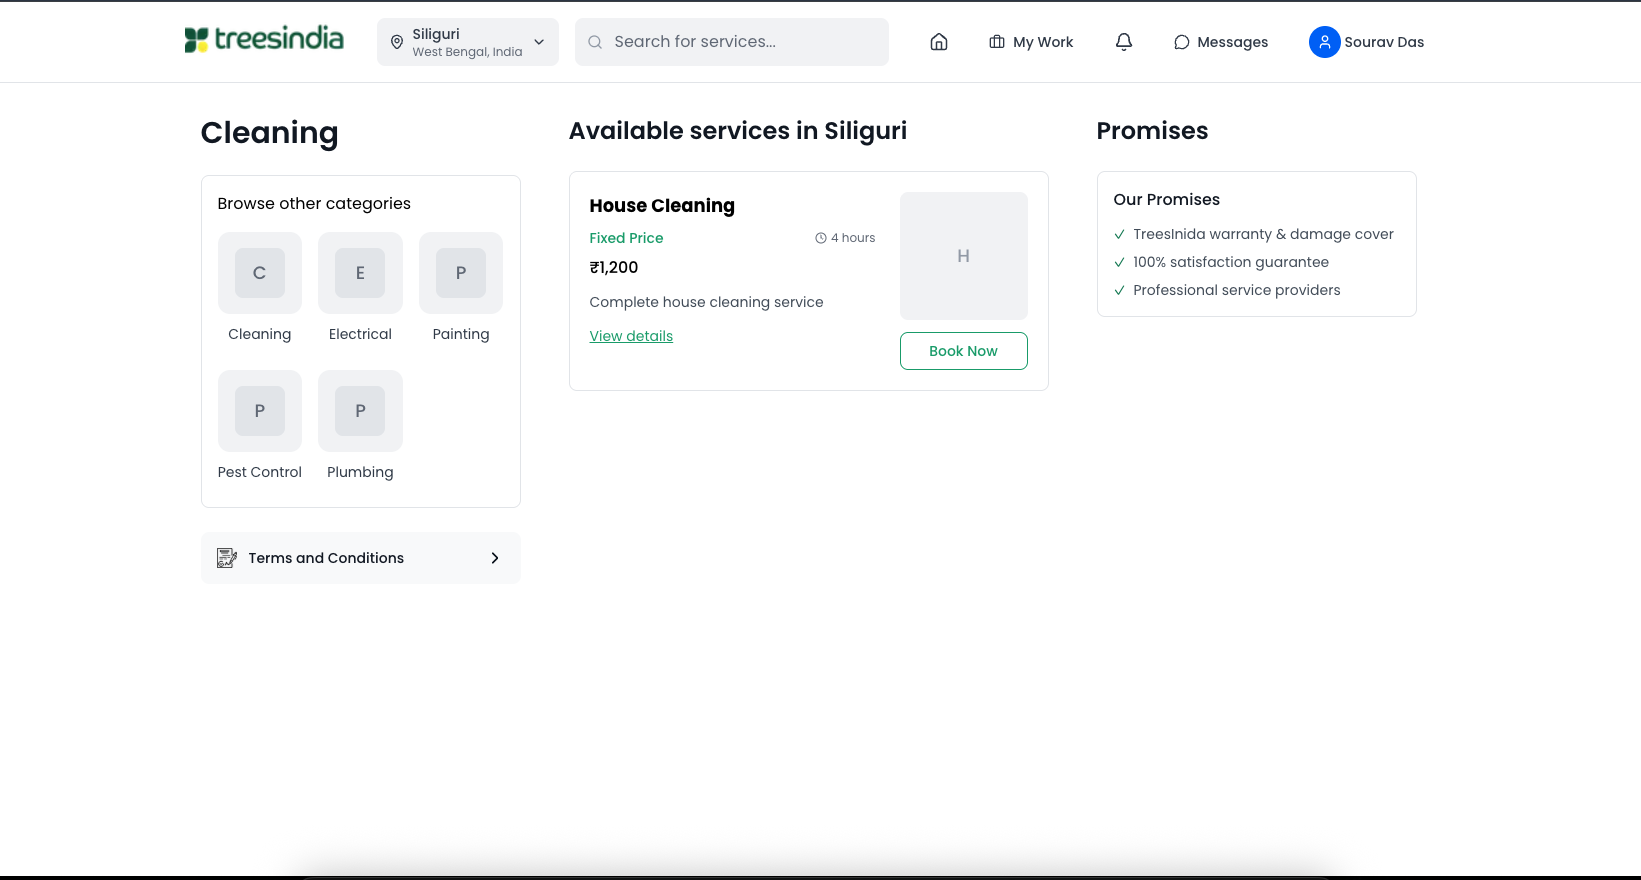 treesindia
Siliguri
West Bengal, India
Search for services...
My Work
Messages
Sourav Das
Cleaning
Browse other categories
C
E
P
Cleaning
Electrical
Painting
P
P
Pest Control
Plumbing
Terms and Conditions
Available services in Siliguri
House Cleaning
Fixed Price
4 hours
₹1,200
Complete house cleaning service
View details
H
Book Now
Promises
Our Promises
TreesInida warranty & damage cover
100% satisfaction guarantee
Professional service providers